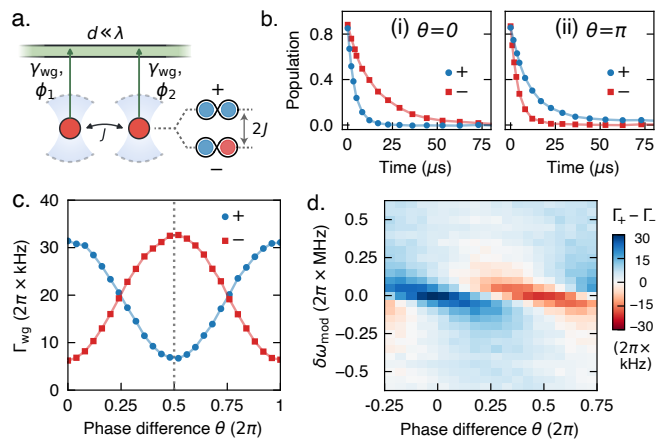 a.
d ≪ λ
γwg,
ϕ1
γwg,
ϕ2
J
+
2J
−
b.
(i) θ=0
(ii) θ=π
Population
0.8
0.4
0.0
+
−
+
−
0 25 50 75
0 25 50 75
Time (μs)
Time (μs)
c.
Γwg (2π × kHz)
40
30
20
10
0
+
−
0 0.25 0.5 0.75 1
Phase difference θ (2π)
d.
δωmod (2π × MHz)
0.5
0.25
0.0
-0.25
-0.5
-0.25 0 0.25 0.5 0.75
Phase difference θ (2π)
Γ+ − Γ−
30
15
0
−15
−30
(2π×
kHz)